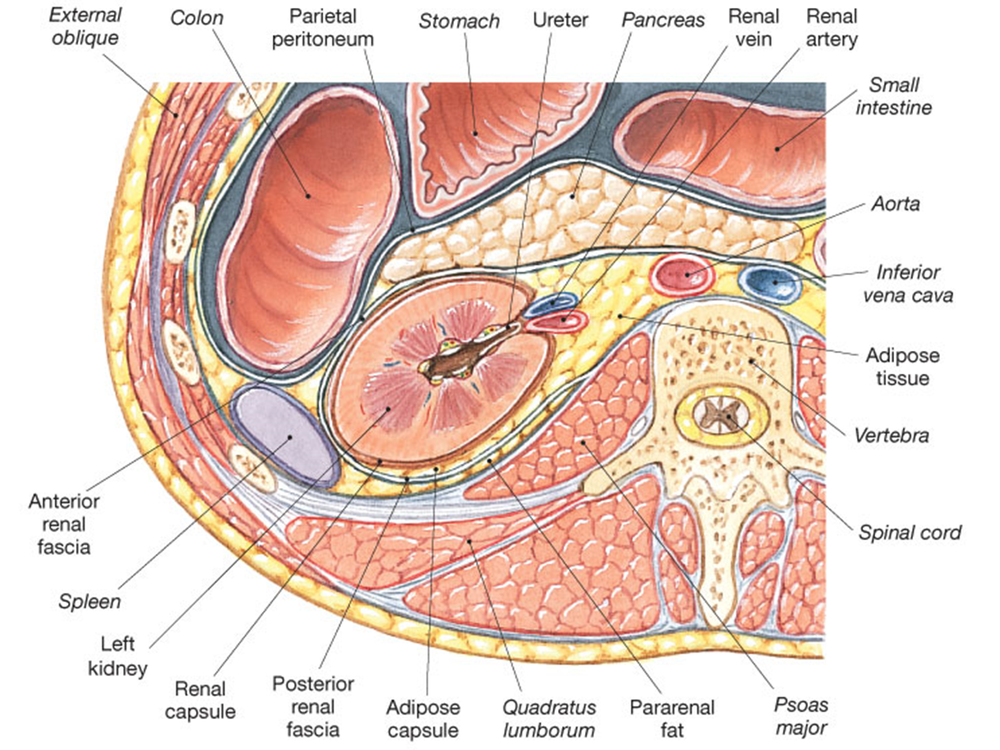 External
oblique
Colon
Parietal
peritoneum
Stomach
Ureter
Pancreas
Renal
vein
Renal
artery
Small
intestine
Aorta
Inferior
vena cava
Adipose
tissue
Vertebra
Spinal cord
Anterior
renal
fascia
Spleen
Left
kidney
Renal
capsule
Posterior
renal
fascia
Adipose
capsule
Quadratus
lumborum
Pararenal
fat
Psoas
major